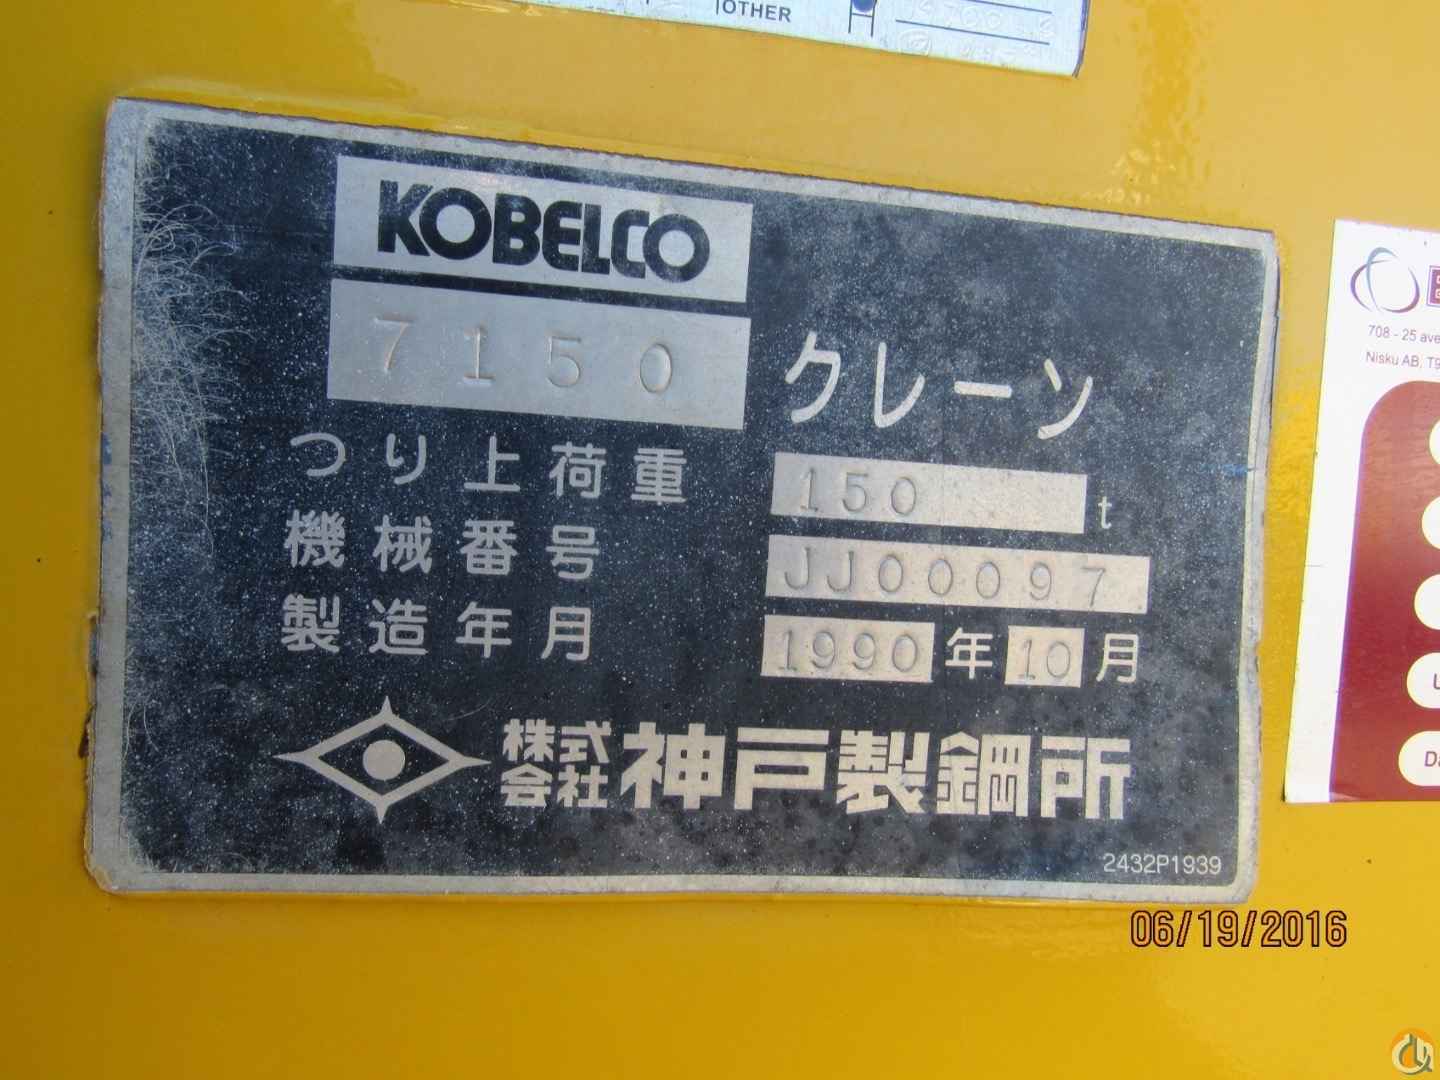 OTHER
H
KOBELCO
7150 クレーン
つり上荷重 150 t
機械番号 JJ00097
製造年月 1990年10月
株式会社 神戸製鋼所
2432P1939
708 - 25 ave
Nisku AB, T9
U
Da
06/19/2016